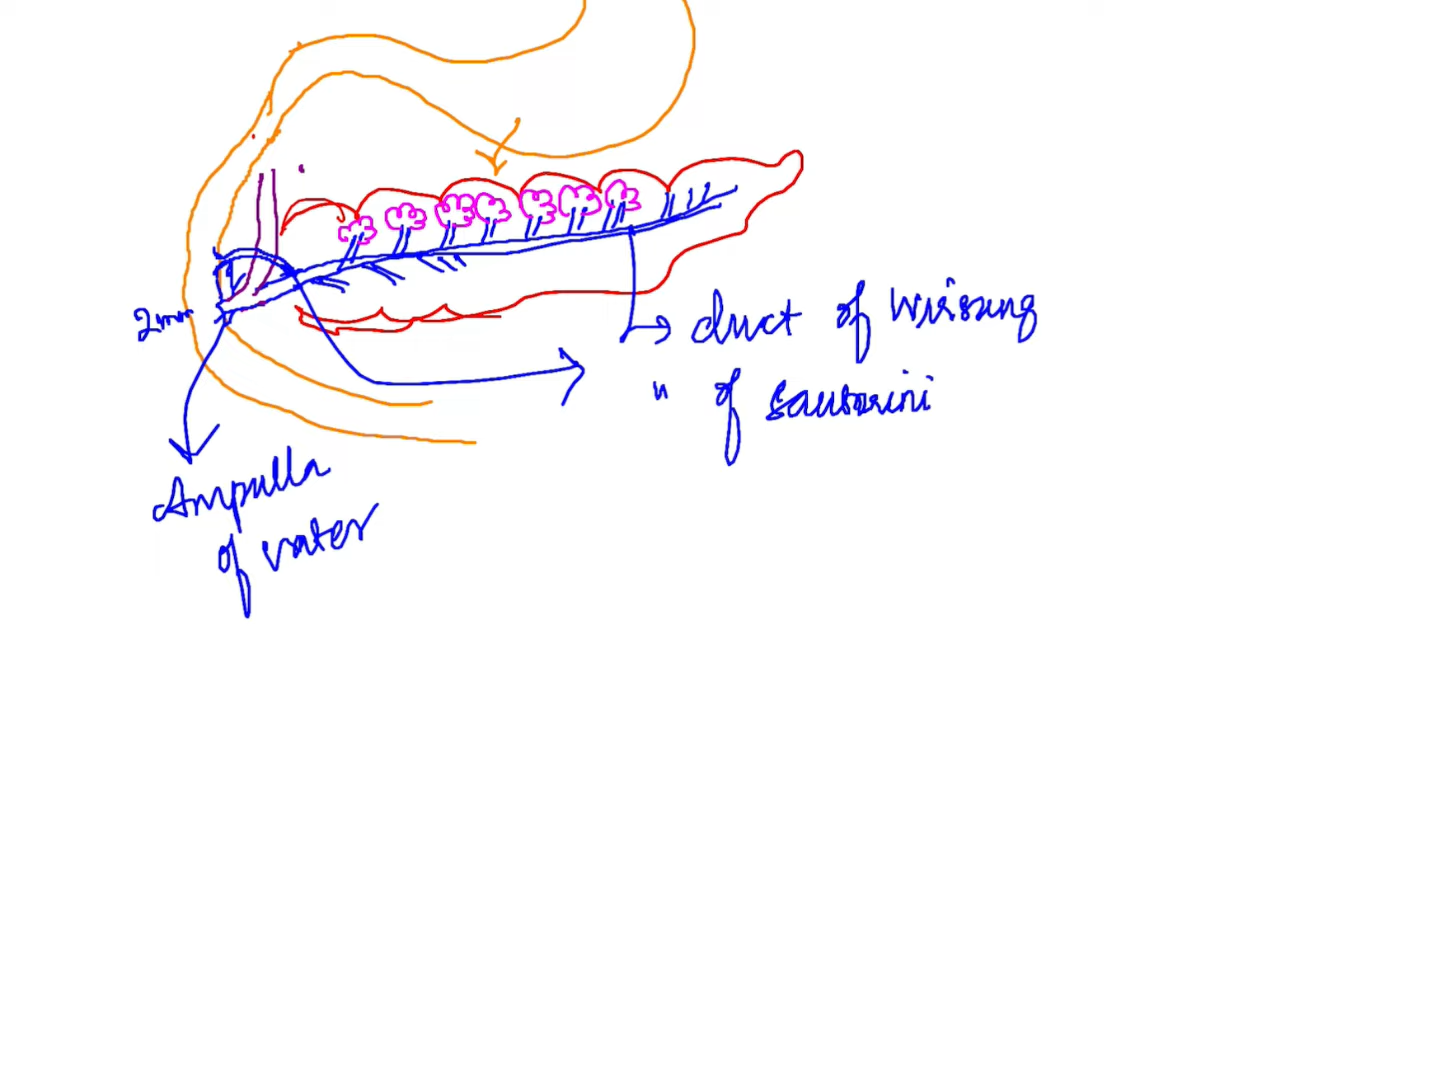 2mm
duct of Wirsung
" of Santorini
Ampulla
of vater